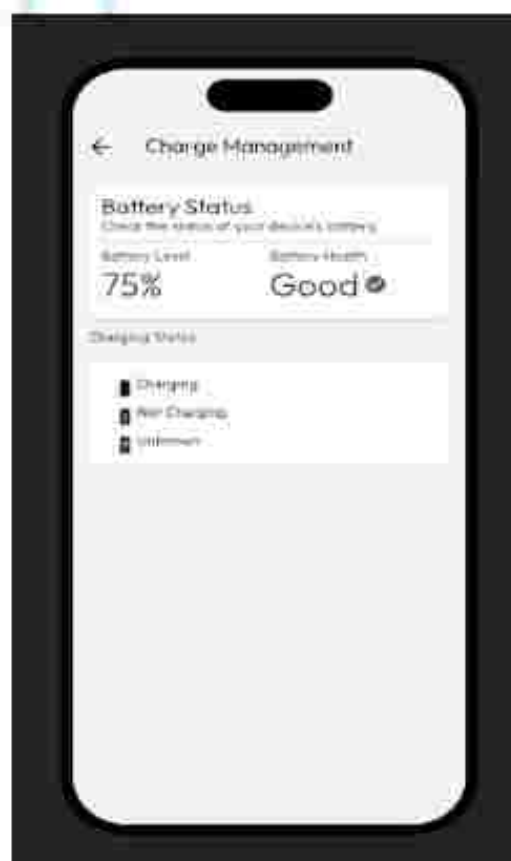 Charge Management
Battery Status
Check the status of your device's battery
Battery Level
Battery Health
75%
Good
Charging Status
Charging
Not Charging
Unknown